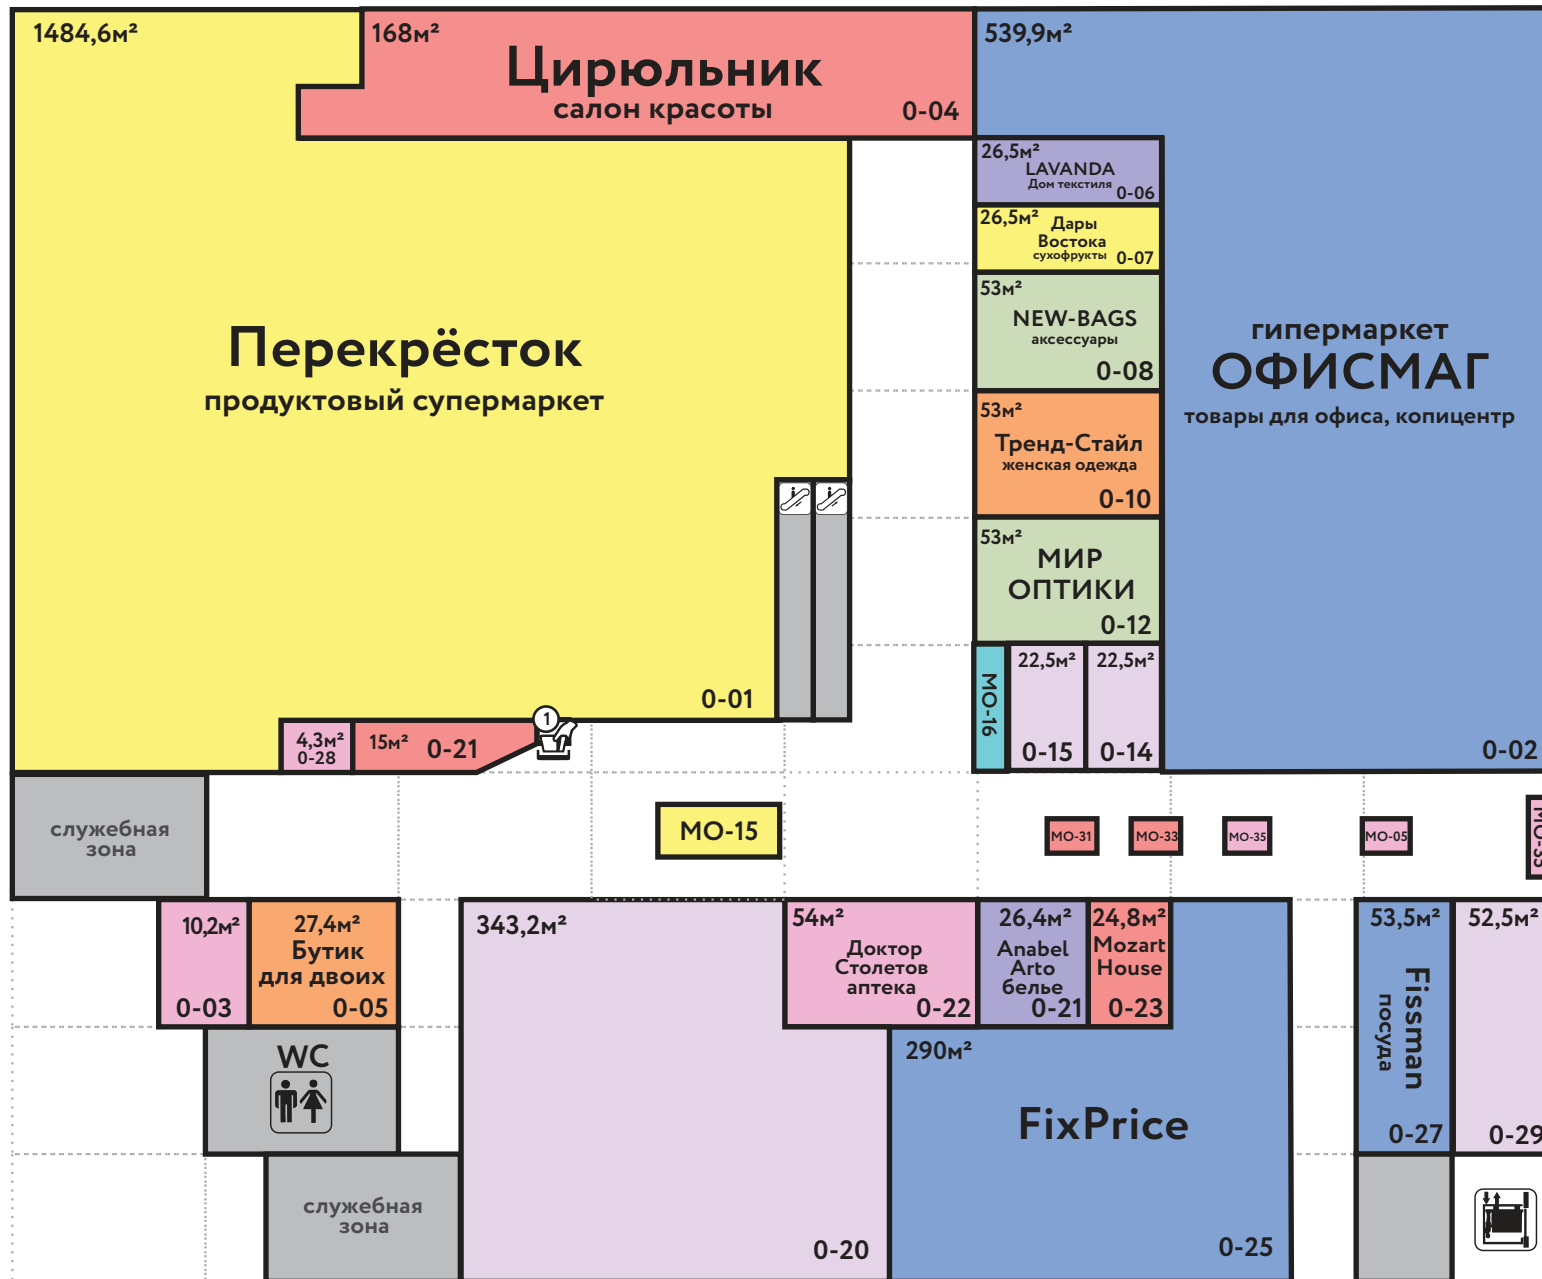 1484,6м²
168м²
Цирюльник
салон красоты
0-04
539,9м²
26,5м²
LAVANDA
Дом текстиля
0-06
26,5м²
Дары
Востока
сухофрукты
0-07
53м²
NEW-BAGS
аксессуары
0-08
Перекрёсток
продуктовый супермаркет
гипермаркет
ОФИСМАГ
товары для офиса, копицентр
53м²
Тренд-Стайл
женская одежда
0-10
53м²
МИР
ОПТИКИ
0-12
0-01
МО-16
22,5м²
0-15
22,5м²
0-14
0-02
4,3м²
0-28
15м²
0-21
1
служебная
зона
МО-15
МО-31
МО-33
МО-35
МО-05
МО-55
10,2м²
0-03
27,4м²
Бутик
для двоих
0-05
343,2м²
54м²
Доктор
Столетов
аптека
0-22
26,4м²
Anabel
Arto
белье
0-21
24,8м²
Mozart
House
0-23
53,5м²
Fissman
посуда
0-27
52,5м²
0-29
WC
290м²
FixPrice
служебная
зона
0-20
0-25